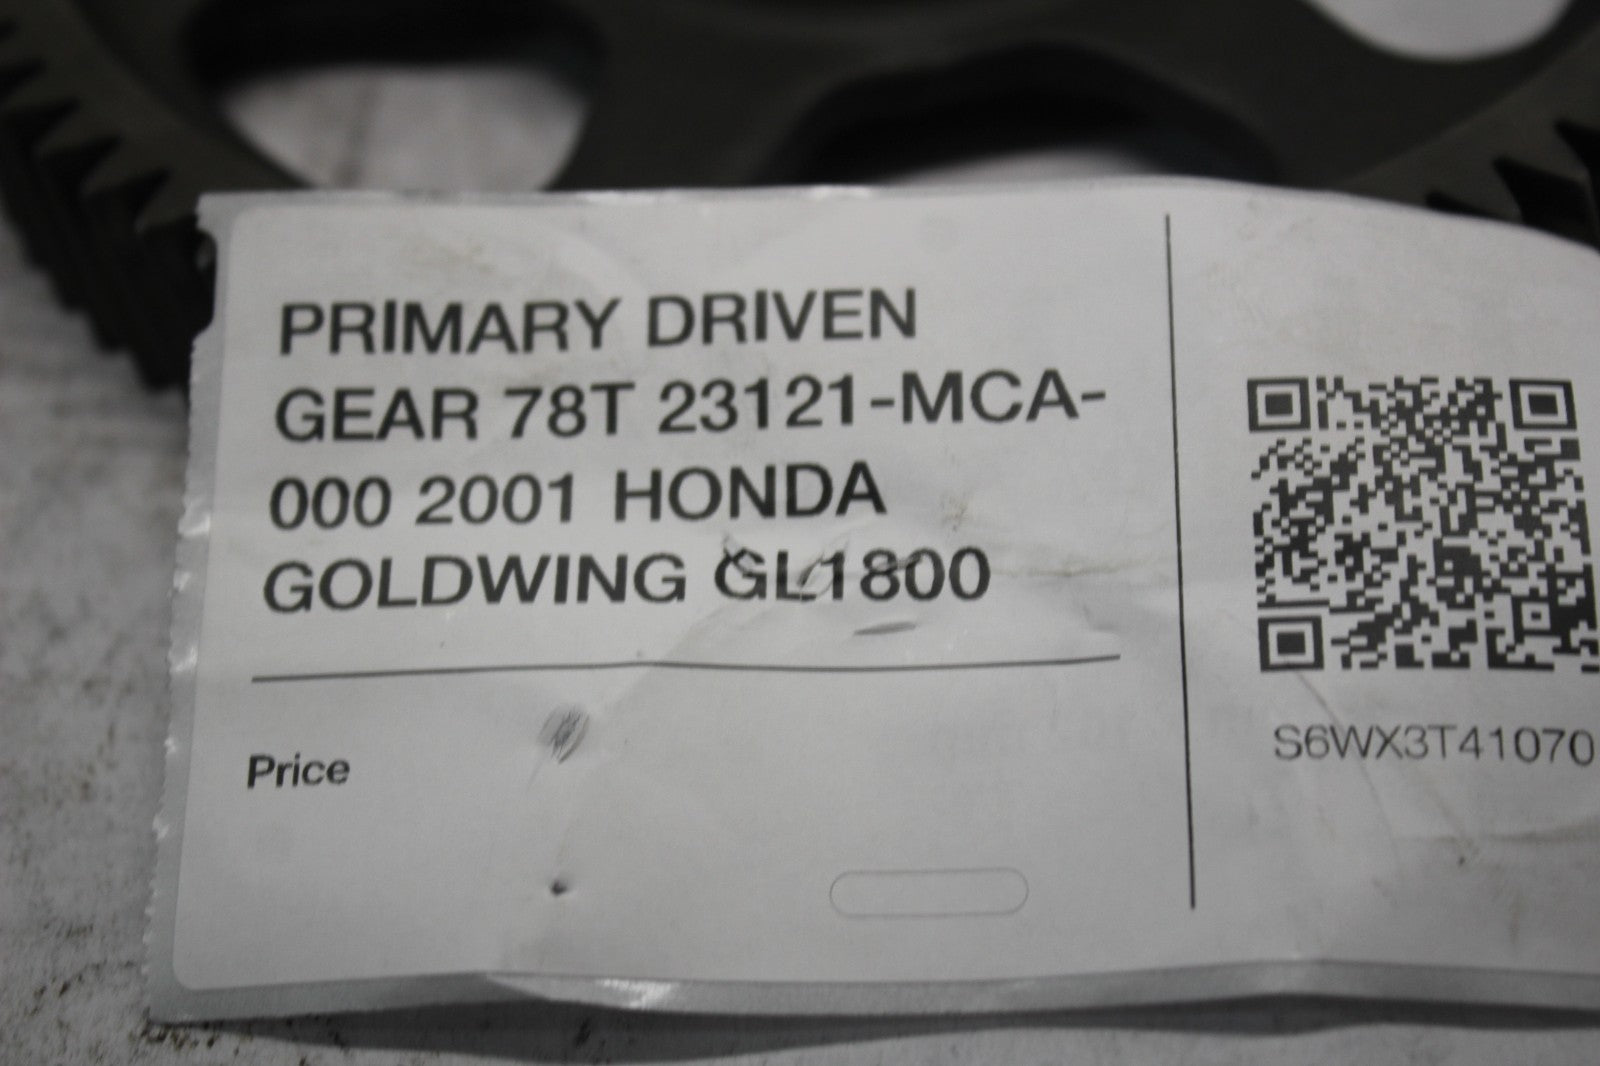 PRIMARY DRIVEN
GEAR 78T 23121-MCA-
000 2001 HONDA
GOLDWING GL1800
Price
S6WX3T41070